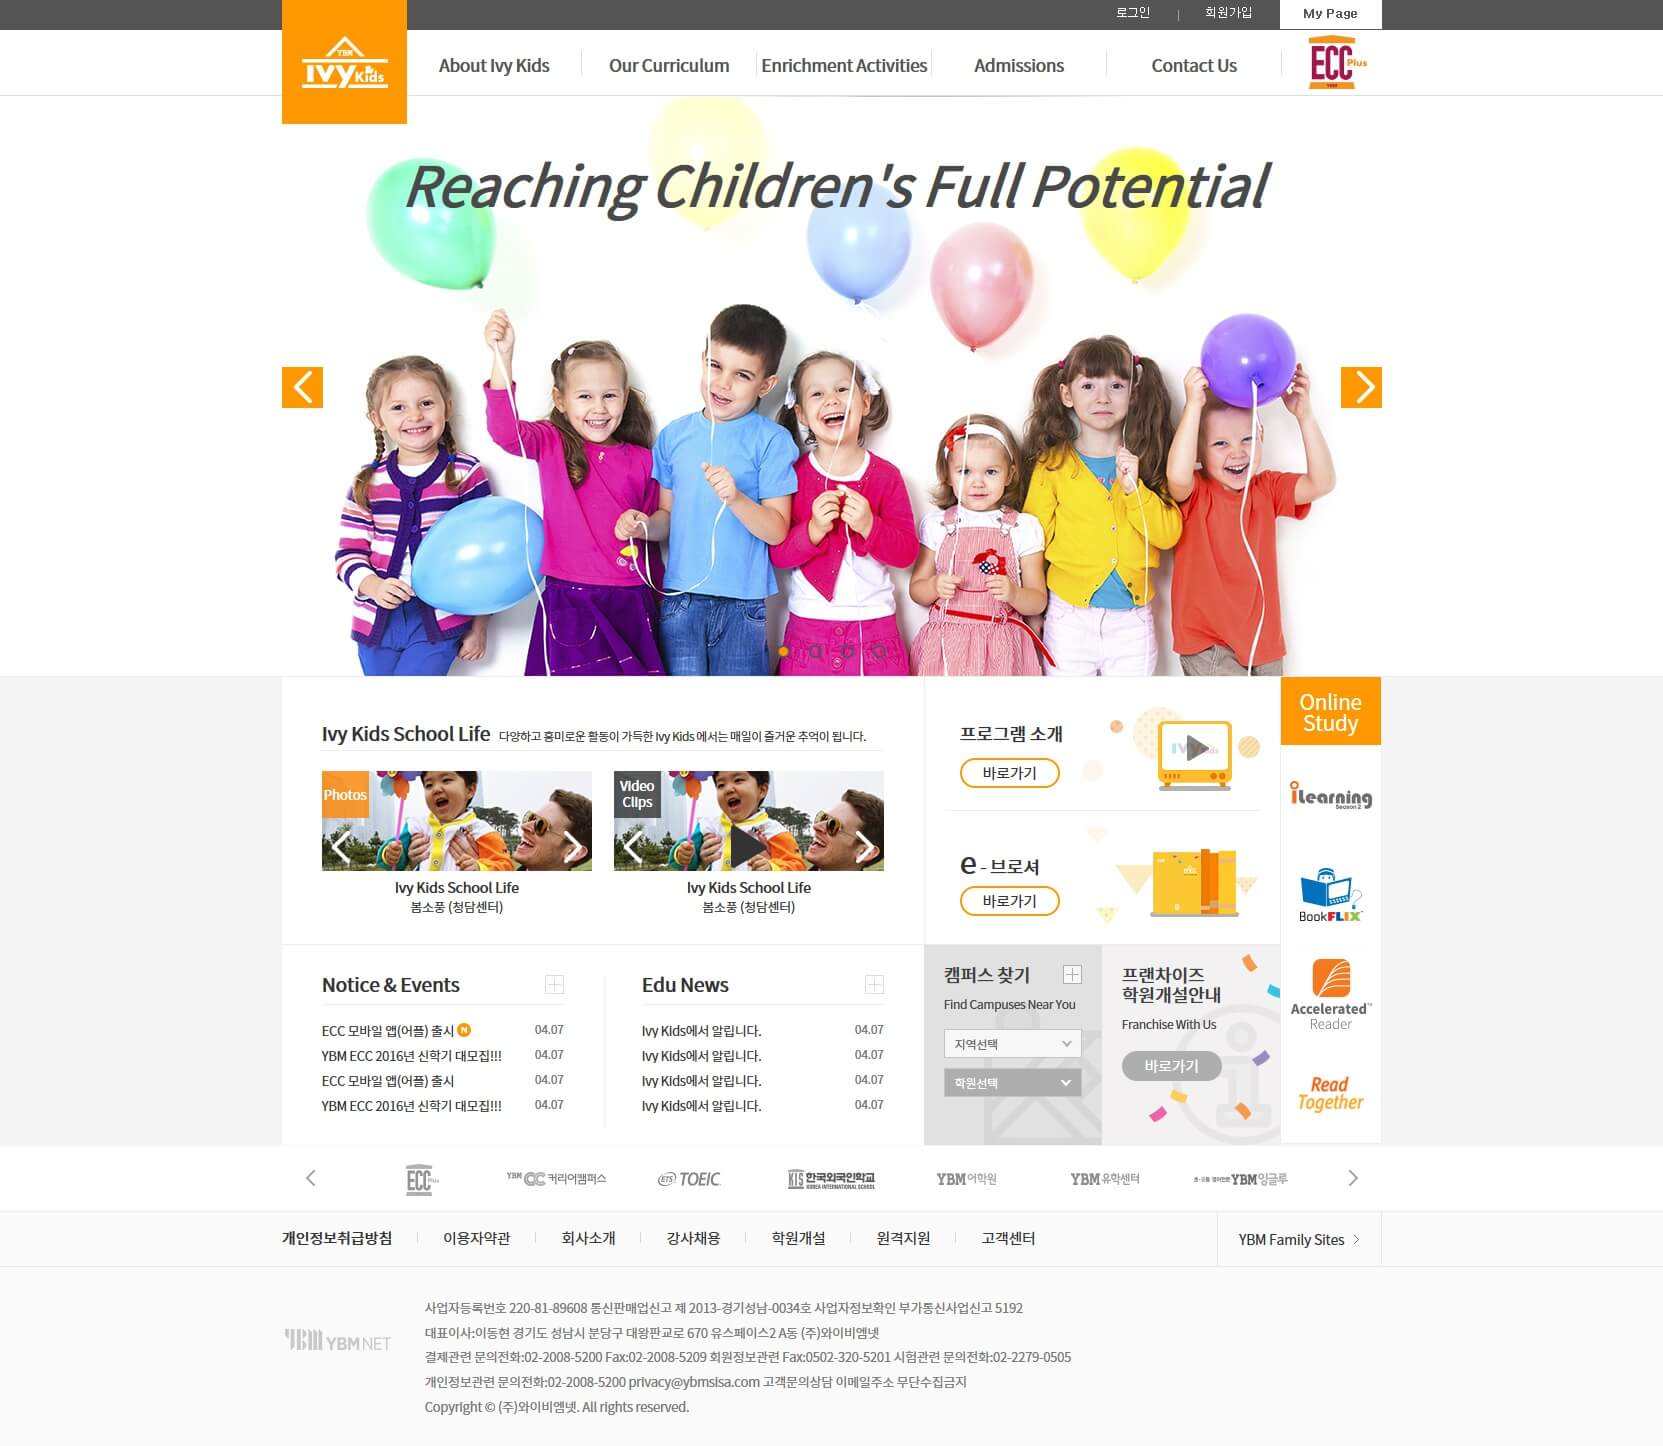 로그인
회원가입
My Page
YBM
IVY Kids
About Ivy Kids
Our Curriculum
Enrichment Activities
Admissions
Contact Us
ECC Plus
YBM
Reaching Children's Full Potential
Ivy Kids School Life 다양하고 흥미로운 활동이 가득한 Ivy Kids 에서는 매일이 즐거운 추억이 됩니다.
Photos
Video
Clips
Ivy Kids School Life
봄소풍 (청담센터)
Ivy Kids School Life
봄소풍 (청담센터)
프로그램 소개
바로가기
IVY Kids
e - 브로셔
바로가기
Online
Study
iLearning
Season 2
BookFLIX
Accelerated™
Reader
Read
Together
Notice & Events
ECC 모바일 앱(어플) 출시 N 04.07
YBM ECC 2016년 신학기 대모집!!! 04.07
ECC 모바일 앱(어플) 출시 04.07
YBM ECC 2016년 신학기 대모집!!! 04.07
Edu News
Ivy Kids에서 알립니다. 04.07
Ivy Kids에서 알립니다. 04.07
Ivy Kids에서 알립니다. 04.07
Ivy Kids에서 알립니다. 04.07
캠퍼스 찾기
Find Campuses Near You
지역선택
학원선택
프랜차이즈
학원개설안내
Franchise With Us
바로가기
ECC Plus
YBM CC 커리어캠퍼스
ETS TOEIC
KIS 한국외국인학교
KOREA INTERNATIONAL SCHOOL
YBM어학원
YBM유학센터
YBM잉글루
개인정보취급방침
이용자약관
회사소개
강사채용
학원개설
원격지원
고객센터
YBM Family Sites
YBM YBM NET
사업자등록번호 220-81-89608 통신판매업신고 제 2013-경기성남-0034호 사업자정보확인 부가통신사업신고 5192
대표이사:이동현 경기도 성남시 분당구 대왕판교로 670 유스페이스2 A동 (주)와이비엠넷
결제관련 문의전화:02-2008-5200 Fax:02-2008-5209 회원정보관련 Fax:0502-320-5201 시험관련 문의전화:02-2279-0505
개인정보관련 문의전화:02-2008-5200 privacy@ybmsisa.com 고객문의상담 이메일주소 무단수집금지
Copyright © (주)와이비엠넷. All rights reserved.